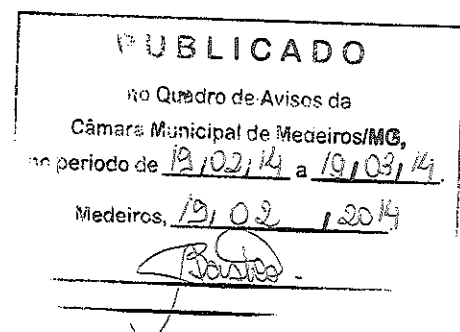 PUBLICADO
no Quadro de Avisos da
Câmara Municipal de Medeiros/MG,
no periodo de 19/02/14 a 19/03/14.
Medeiros, 19/02/2014